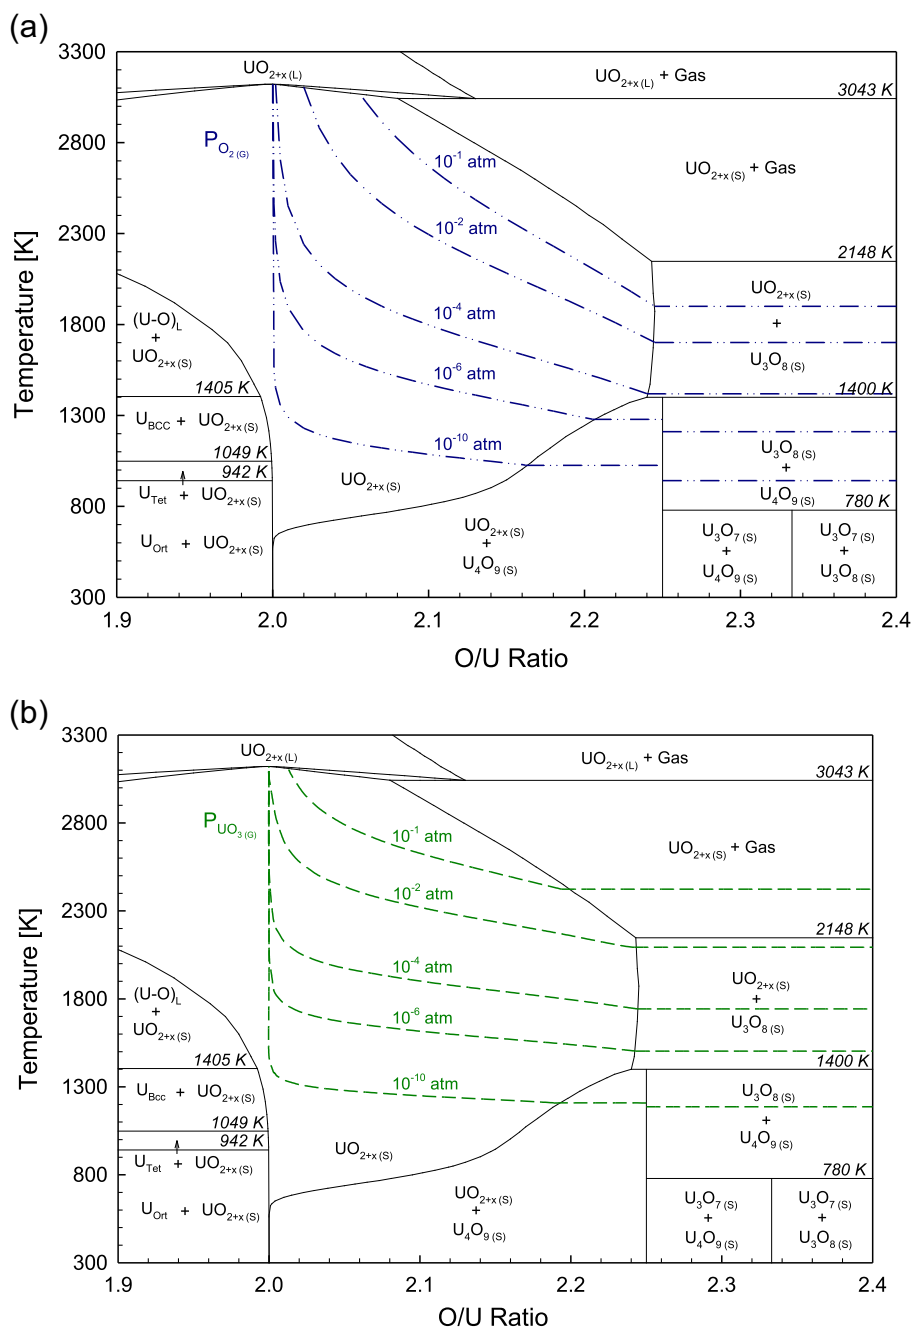 (a)
3300
2800
2300
1800
1300
800
300
Temperature [K]
UO2+x (L)
UO2+x (L) + Gas
3043 K
PO2 (G)
10-1 atm
UO2+x (S) + Gas
10-2 atm
2148 K
UO2+x (S)
+
U3O8 (S)
(U-O)L
+
UO2+x (S)
10-4 atm
10-6 atm
1405 K
1400 K
UBCC + UO2+x (S)
10-10 atm
U3O8 (S)
+
U4O9 (S)
1049 K
942 K
UTet + UO2+x (S)
UO2+x (S)
780 K
UOrt + UO2+x (S)
UO2+x (S)
+
U4O9 (S)
U3O7 (S)
+
U4O9 (S)
U3O7 (S)
+
U3O8 (S)
1.9 2.0 2.1 2.2 2.3 2.4
O/U Ratio
(b)
3300
2800
2300
1800
1300
800
300
Temperature [K]
UO2+x (L)
UO2+x (L) + Gas
3043 K
PUO3 (G)
10-1 atm
UO2+x (S) + Gas
10-2 atm
2148 K
UO2+x (S)
+
U3O8 (S)
(U-O)L
+
UO2+x (S)
10-4 atm
10-6 atm
1405 K
1400 K
UBcc + UO2+x (S)
10-10 atm
U3O8 (S)
+
U4O9 (S)
1049 K
942 K
UTet + UO2+x (S)
UO2+x (S)
780 K
UOrt + UO2+x (S)
UO2+x (S)
+
U4O9 (S)
U3O7 (S)
+
U4O9 (S)
U3O7 (S)
+
U3O8 (S)
1.9 2.0 2.1 2.2 2.3 2.4
O/U Ratio